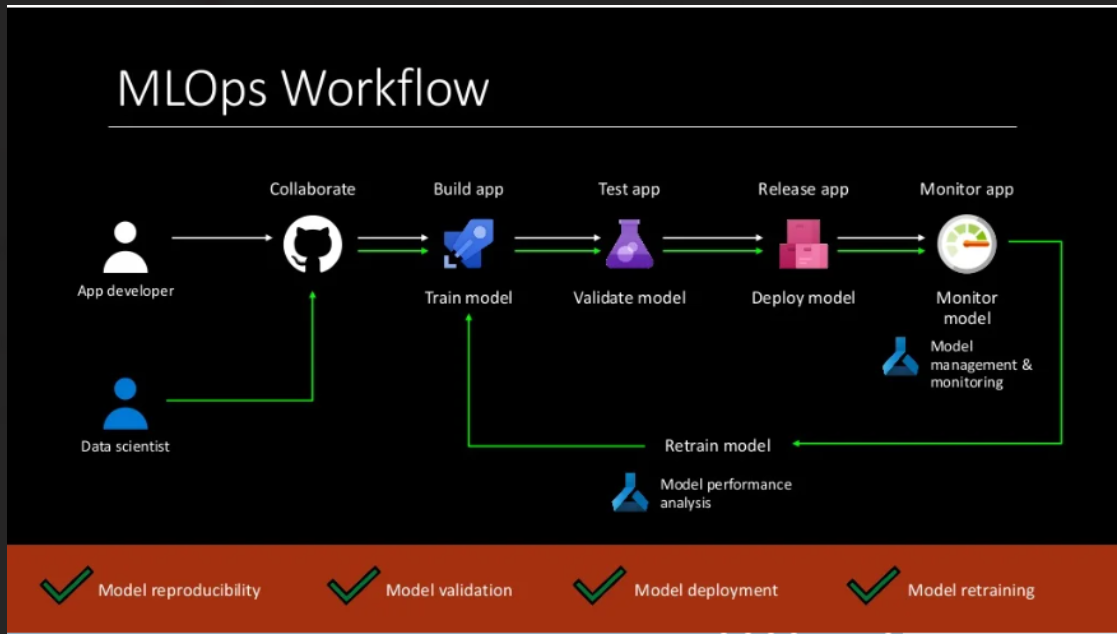 MLOps Workflow
Collaborate
Build app
Test app
Release app
Monitor app
App developer
Train model
Validate model
Deploy model
Monitor
model
Model
management &
monitoring
Data scientist
Retrain model
Model performance
analysis
Model reproducibility
Model validation
Model deployment
Model retraining